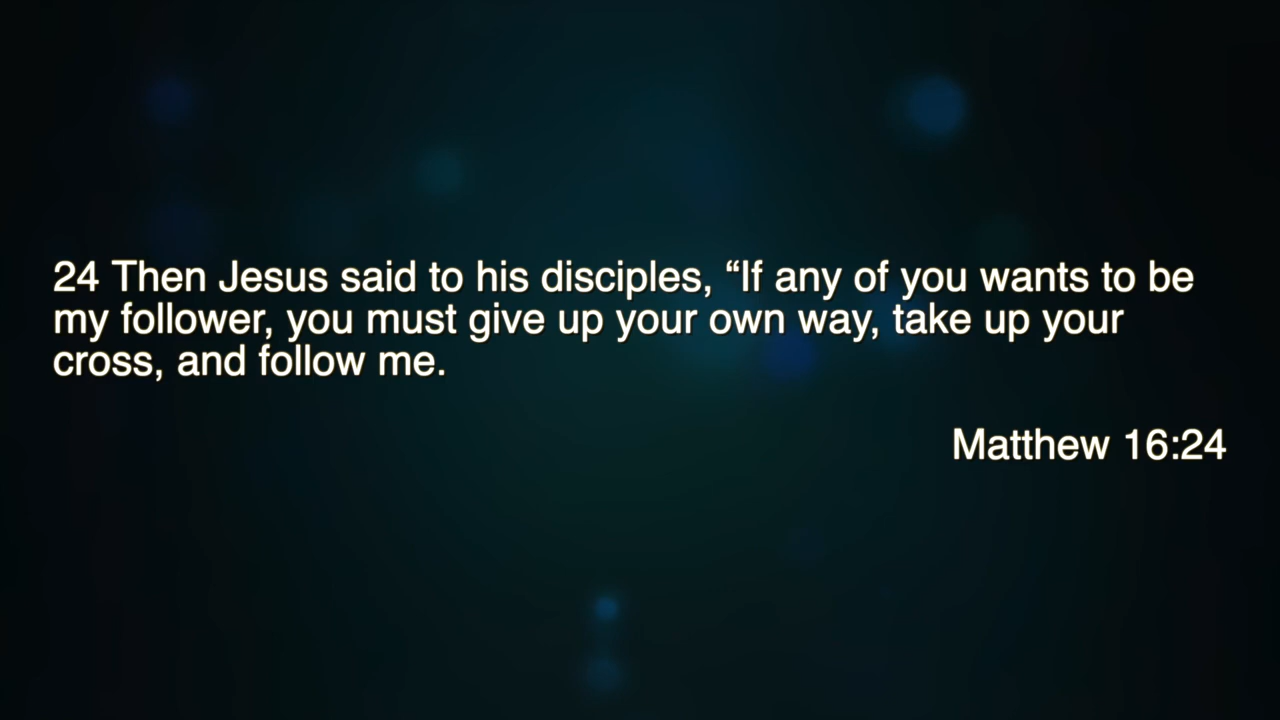 24 Then Jesus said to his disciples, “If any of you wants to be
my follower, you must give up your own way, take up your
cross, and follow me.
Matthew 16:24